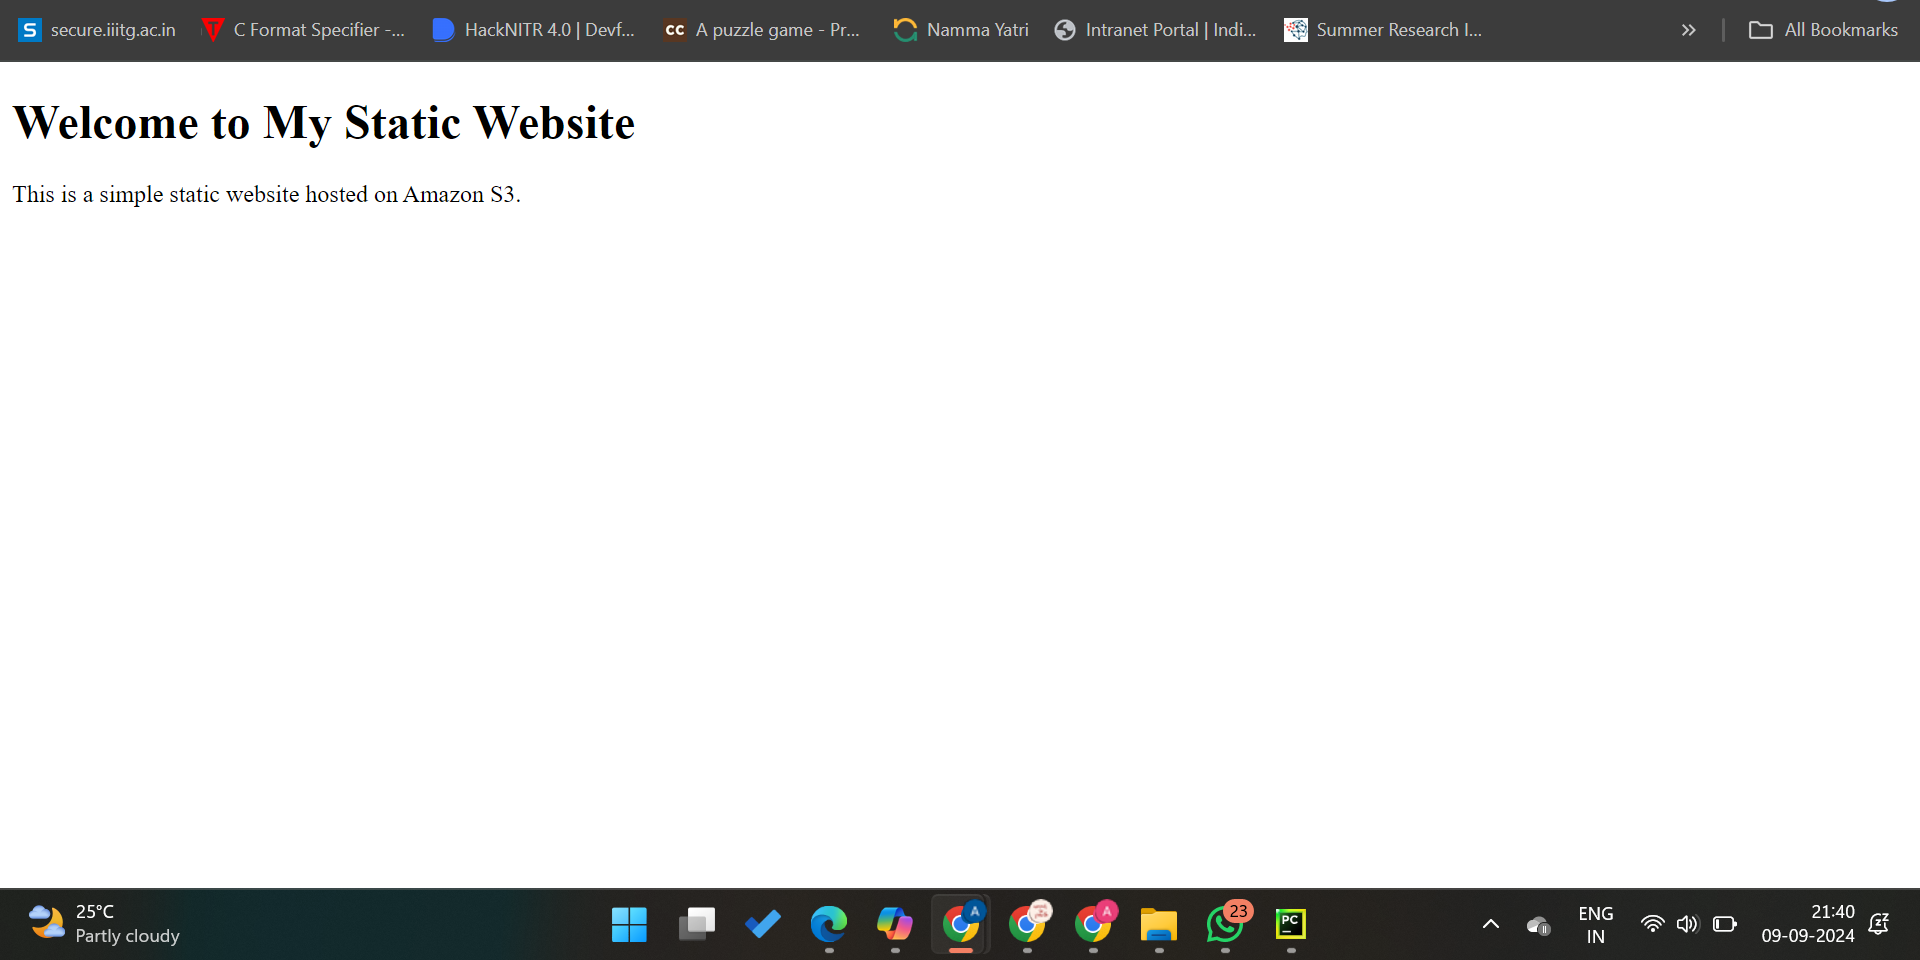 secure.iiitg.ac.in C Format Specifier -... HackNITR 4.0 | Devf... CC A puzzle game - Pr... Namma Yatri Intranet Portal | Indi... Summer Research I... » All Bookmarks
Welcome to My Static Website
This is a simple static website hosted on Amazon S3.
25°C
Partly cloudy
A
A
23
PC
ENG
IN
21:40
09-09-2024